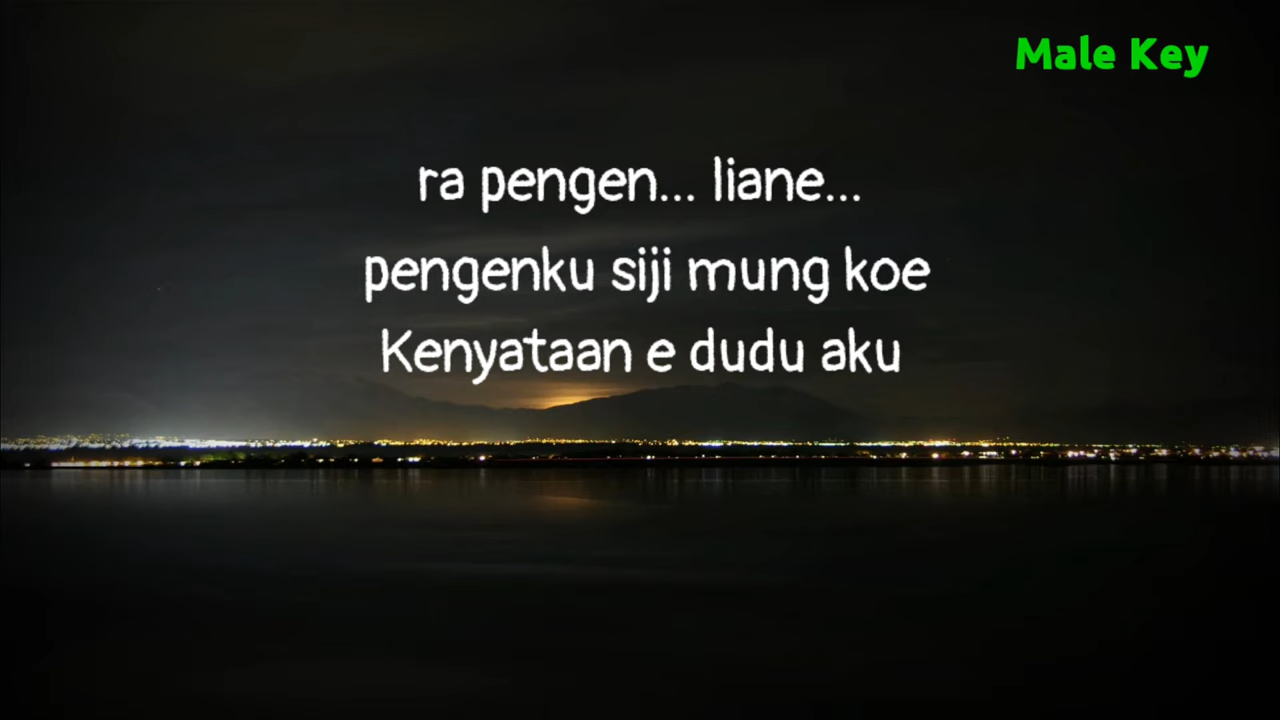 Male Key
ra pengen... liane...
pengenku siji mung koe
Kenyataan e dudu aku